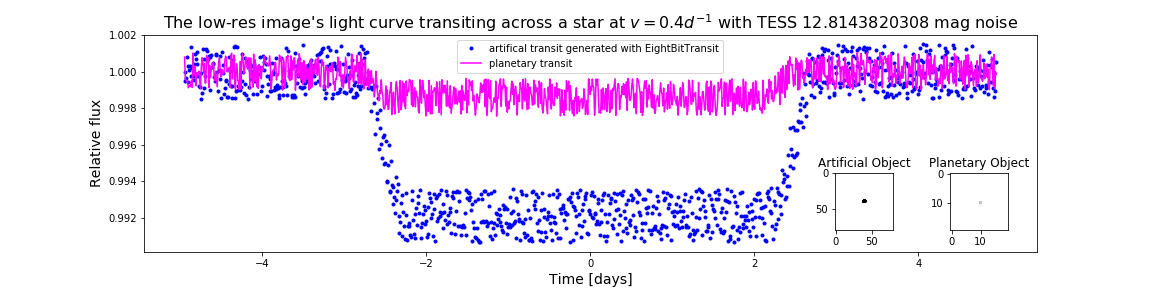 The low-res image's light curve transiting across a star at v = 0.4d⁻¹ with TESS 12.8143820308 mag noise
1.002
1.000
0.998
0.996
0.994
0.992
Relative flux
artifical transit generated with EightBitTransit
planetary transit
Artificial Object
0
50
0
50
Planetary Object
0
10
0
10
−4
−2
0
2
4
Time [days]